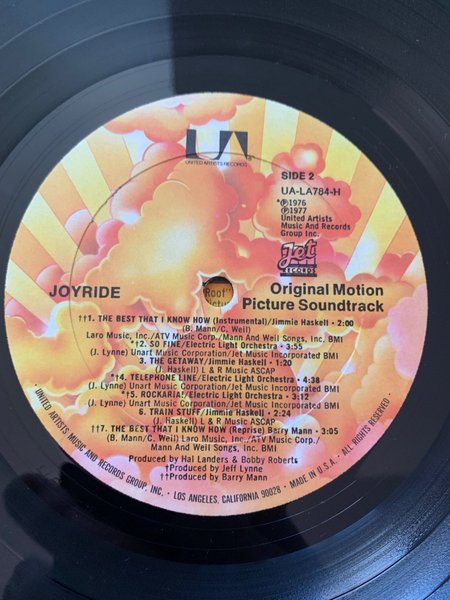 UA
UNITED ARTISTS RECORDS
SIDE 2
UA-LA784-H
*℗1976
℗1977
United Artists
Music And Records
Group Inc.
Jet
RECORDS
JOYRIDE
"Root"
Original Motion
Picture Soundtrack
††1. THE BEST THAT I KNOW HOW (Instrumental)/Jimmie Haskell • 2:00
(B. Mann/C. Weil)
Laro Music, Inc./ATV Music Corp./Mann And Weil Songs, Inc. BMI
*†2. SO FINE/Electric Light Orchestra • 3:55
(J. Lynne) Unart Music Corporation/Jet Music Incorporated BMI
3. THE GETAWAY/Jimmie Haskell • 1:20
(J. Haskell) L & R Music ASCAP
*†4. TELEPHONE LINE/Electric Light Orchestra • 4:38
(J. Lynne) Unart Music Corporation/Jet Music Incorporated BMI
*†5. ROCKARIA!/Electric Light Orchestra • 3:12
(J. Lynne) Unart Music Corporation/Jet Music Incorporated BMI
6. TRAIN STUFF/Jimmie Haskell • 2:24
(J. Haskell) L & R Music ASCAP
††7. THE BEST THAT I KNOW HOW (Reprise) Barry Mann • 3:05
(B. Mann/C. Weil) Laro Music, Inc./ATV Music Corp./
Mann And Weil Songs, Inc. BMI
Produced by Hal Landers & Bobby Roberts
†Produced by Jeff Lynne
††Produced by Barry Mann
• UNITED ARTISTS MUSIC AND RECORDS GROUP, INC. • LOS ANGELES, CALIFORNIA 90028 • MADE IN U.S.A. • ALL RIGHTS RESERVED.